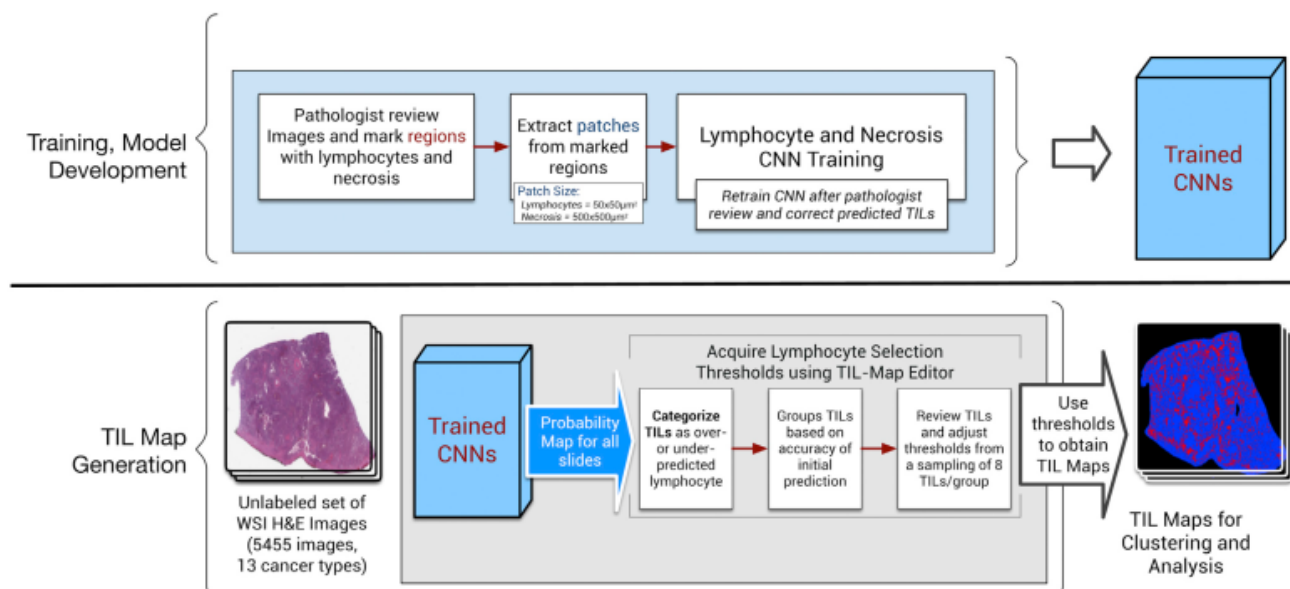 Training, Model
Development
Pathologist review
Images and mark regions
with lymphocytes and
necrosis
Extract patches
from marked
regions
Patch Size:
Lymphocytes = 50x50µm²
Necrosis = 500x500µm²
Lymphocyte and Necrosis
CNN Training
Retrain CNN after pathologist
review and correct predicted TILs
Trained
CNNs
TIL Map
Generation
Unlabeled set of
WSI H&E Images
(5455 images,
13 cancer types)
Trained
CNNs
Probability
Map for all
slides
Acquire Lymphocyte Selection
Thresholds using TIL-Map Editor
Categorize
TILs as over-
or under-
predicted
lymphocyte
Groups TILs
based on
accuracy of
initial
prediction
Review TILs
and adjust
thresholds from
a sampling of 8
TILs/group
Use
thresholds
to obtain
TIL Maps
TIL Maps for
Clustering and
Analysis